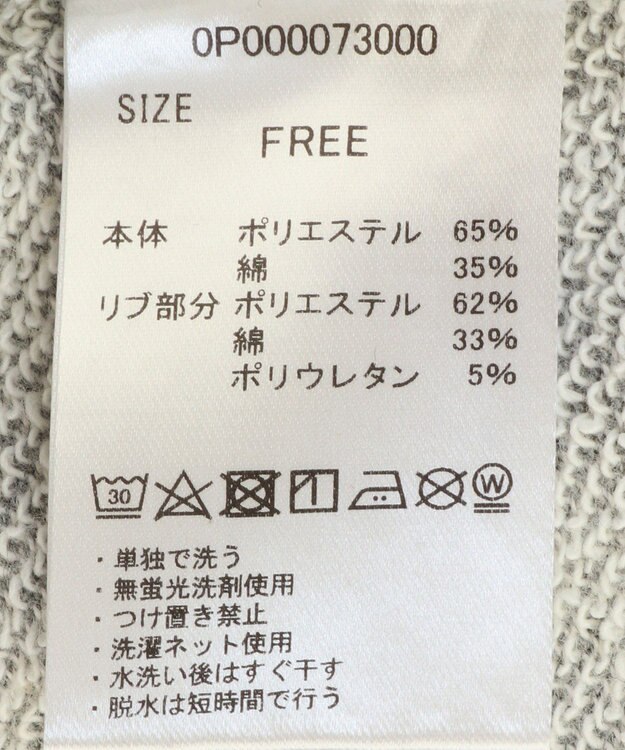 0P000073000
SIZE
FREE
本体 ポリエステル 65%
綿 35%
リブ部分 ポリエステル 62%
綿 33%
ポリウレタン 5%
30 W
・単独で洗う
・無蛍光洗剤使用
・つけ置き禁止
・洗濯ネット使用
・水洗い後はすぐ干す
・脱水は短時間で行う